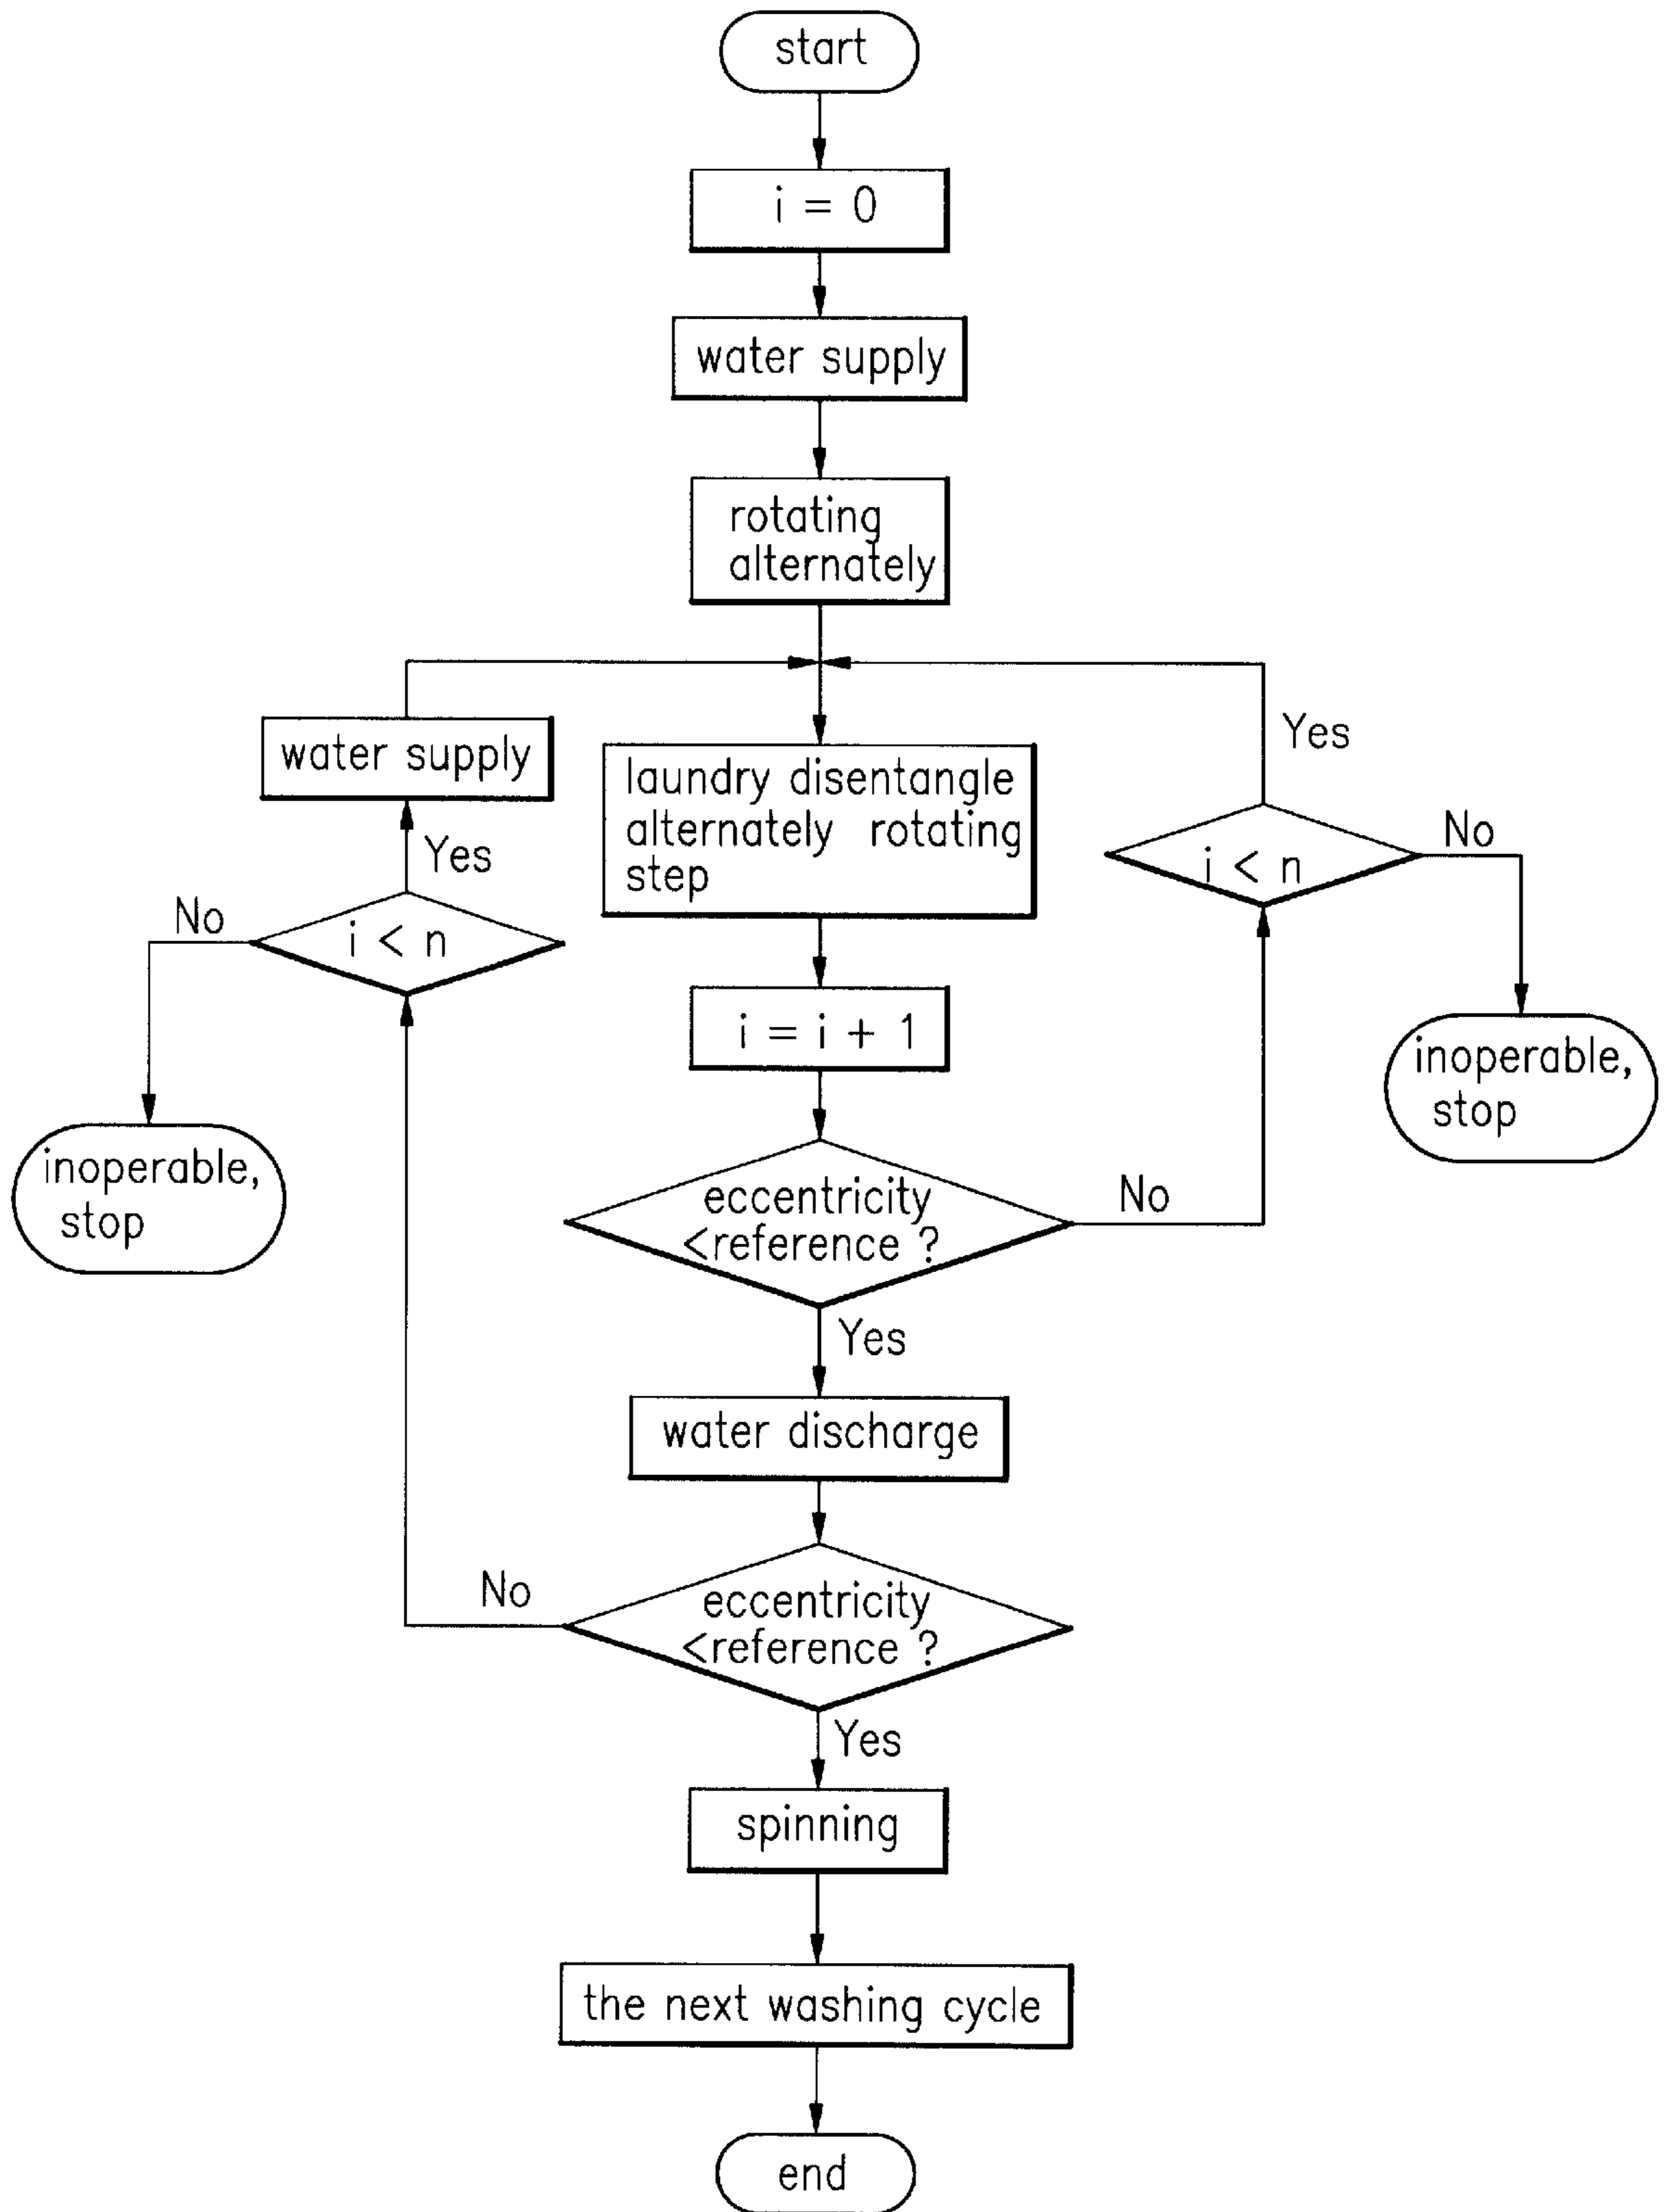 start
i = 0
water supply
rotating
alternately
Yes
water supply
laundry disentangle
alternately rotating
step
Yes
No
i < n
No
i < n
i = i + 1
inoperable,
stop
inoperable,
stop
eccentricity
<reference ?
No
Yes
water discharge
No
eccentricity
<reference ?
Yes
spinning
the next washing cycle
end